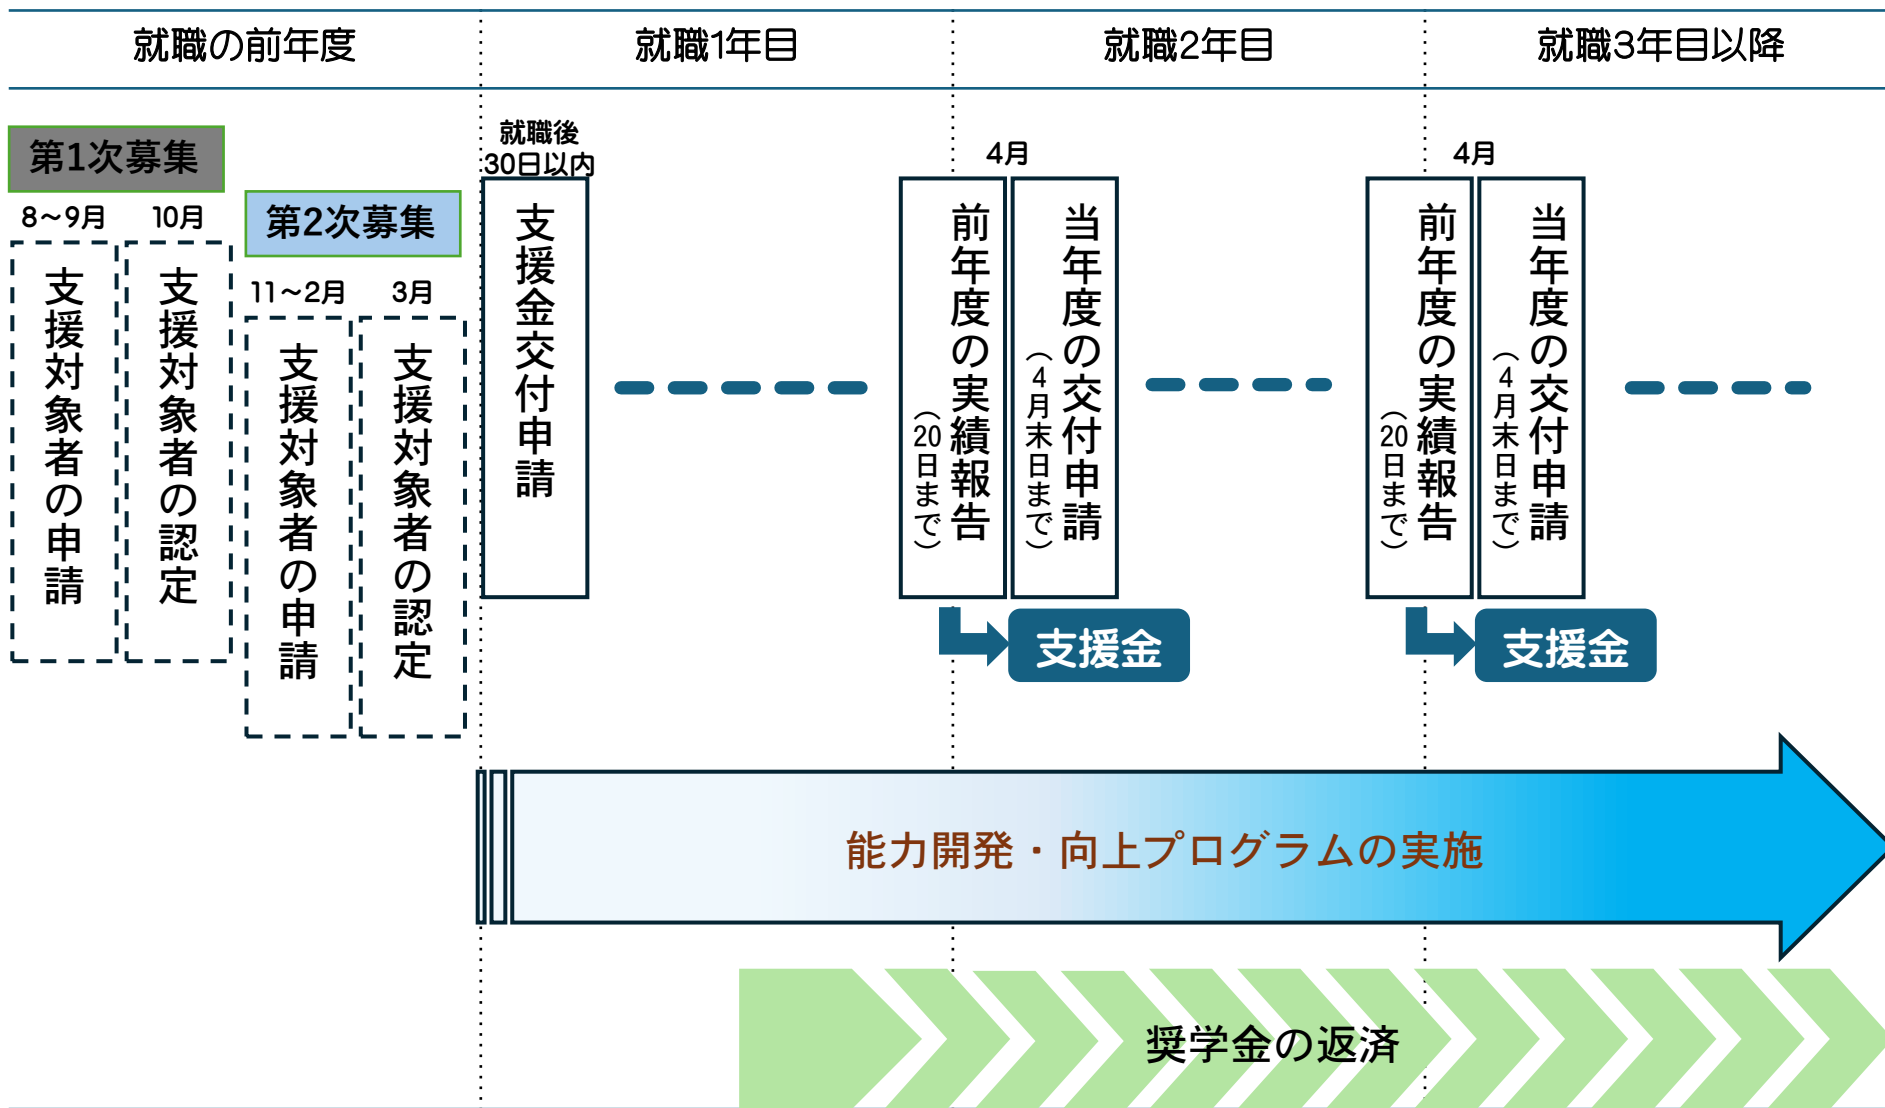 就職の前年度
就職1年目
就職2年目
就職3年目以降
第1次募集
8～9月
10月
支援対象者の申請
支援対象者の認定
第2次募集
11～2月
3月
支援対象者の申請
支援対象者の認定
就職後
30日以内
支援金交付申請
4月
前年度の実績報告
（20日まで）
当年度の交付申請
（4月末日まで）
支援金
4月
前年度の実績報告
（20日まで）
当年度の交付申請
（4月末日まで）
支援金
能力開発・向上プログラムの実施
奨学金の返済